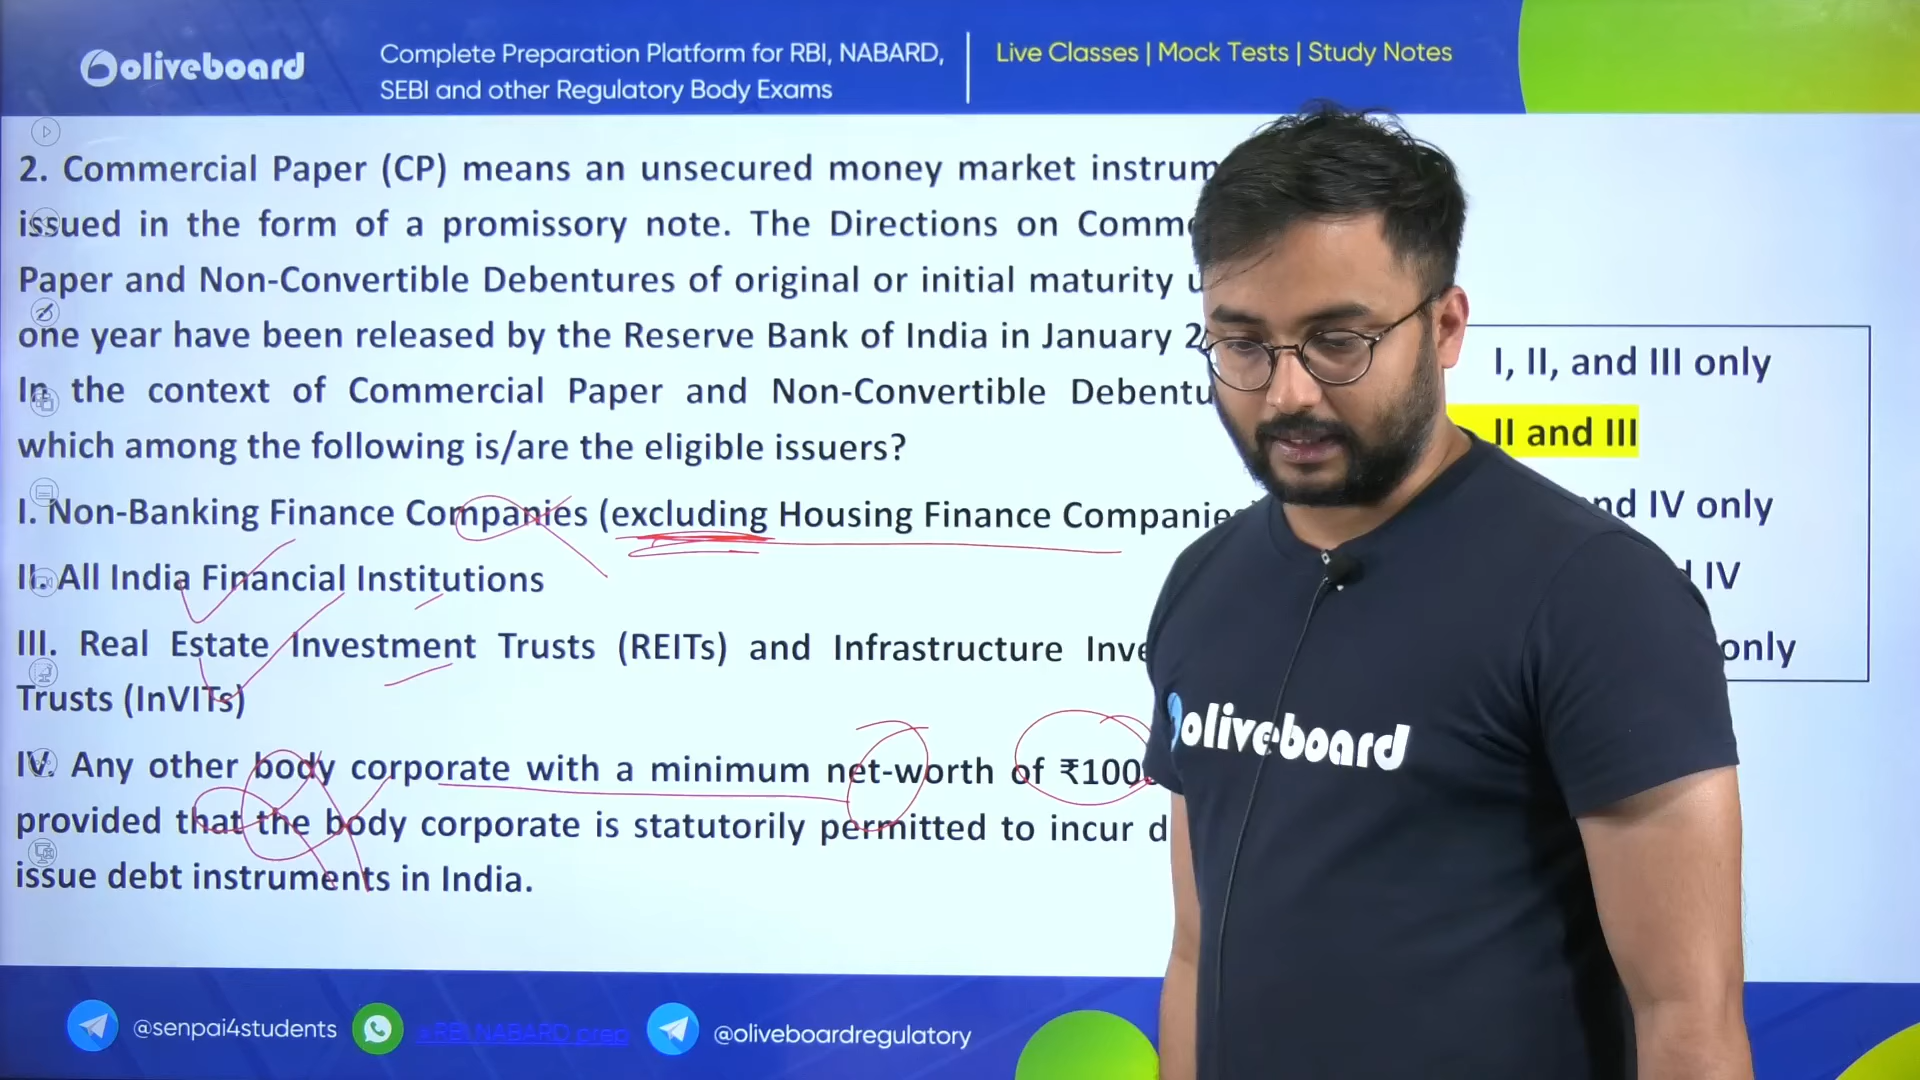 oliveboard
Complete Preparation Platform for RBI, NABARD,
SEBI and other Regulatory Body Exams
Live Classes | Mock Tests | Study Notes
2. Commercial Paper (CP) means an unsecured money market instrum
issued in the form of a promissory note. The Directions on Comme
Paper and Non-Convertible Debentures of original or initial maturity u
one year have been released by the Reserve Bank of India in January 2
In the context of Commercial Paper and Non-Convertible Debentu
which among the following is/are the eligible issuers?
I. Non-Banking Finance Companies (excluding Housing Finance Companie
II. All India Financial Institutions
III. Real Estate Investment Trusts (REITs) and Infrastructure Inve
Trusts (InVITs)
IV. Any other body corporate with a minimum net-worth of ₹100
provided that the body corporate is statutorily permitted to incur d
issue debt instruments in India.
I, II, and III only
II and III
nd IV only
IV
only
oliveboard
@senpai4students
RBI NABARD prep
@oliveboardregulatory